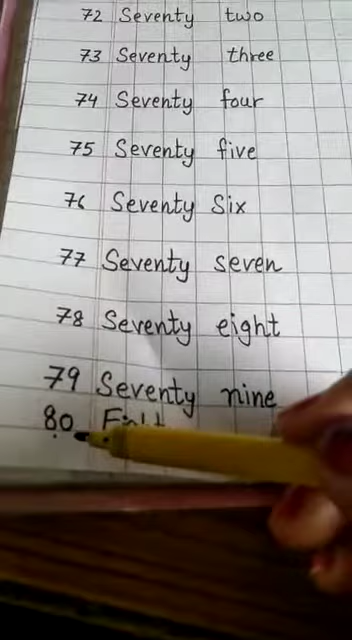 72 Seventy two
73 Seventy three
74 Seventy four
75 Seventy five
76 Seventy Six
77 Seventy seven
78 Seventy eight
79 Seventy nine
80